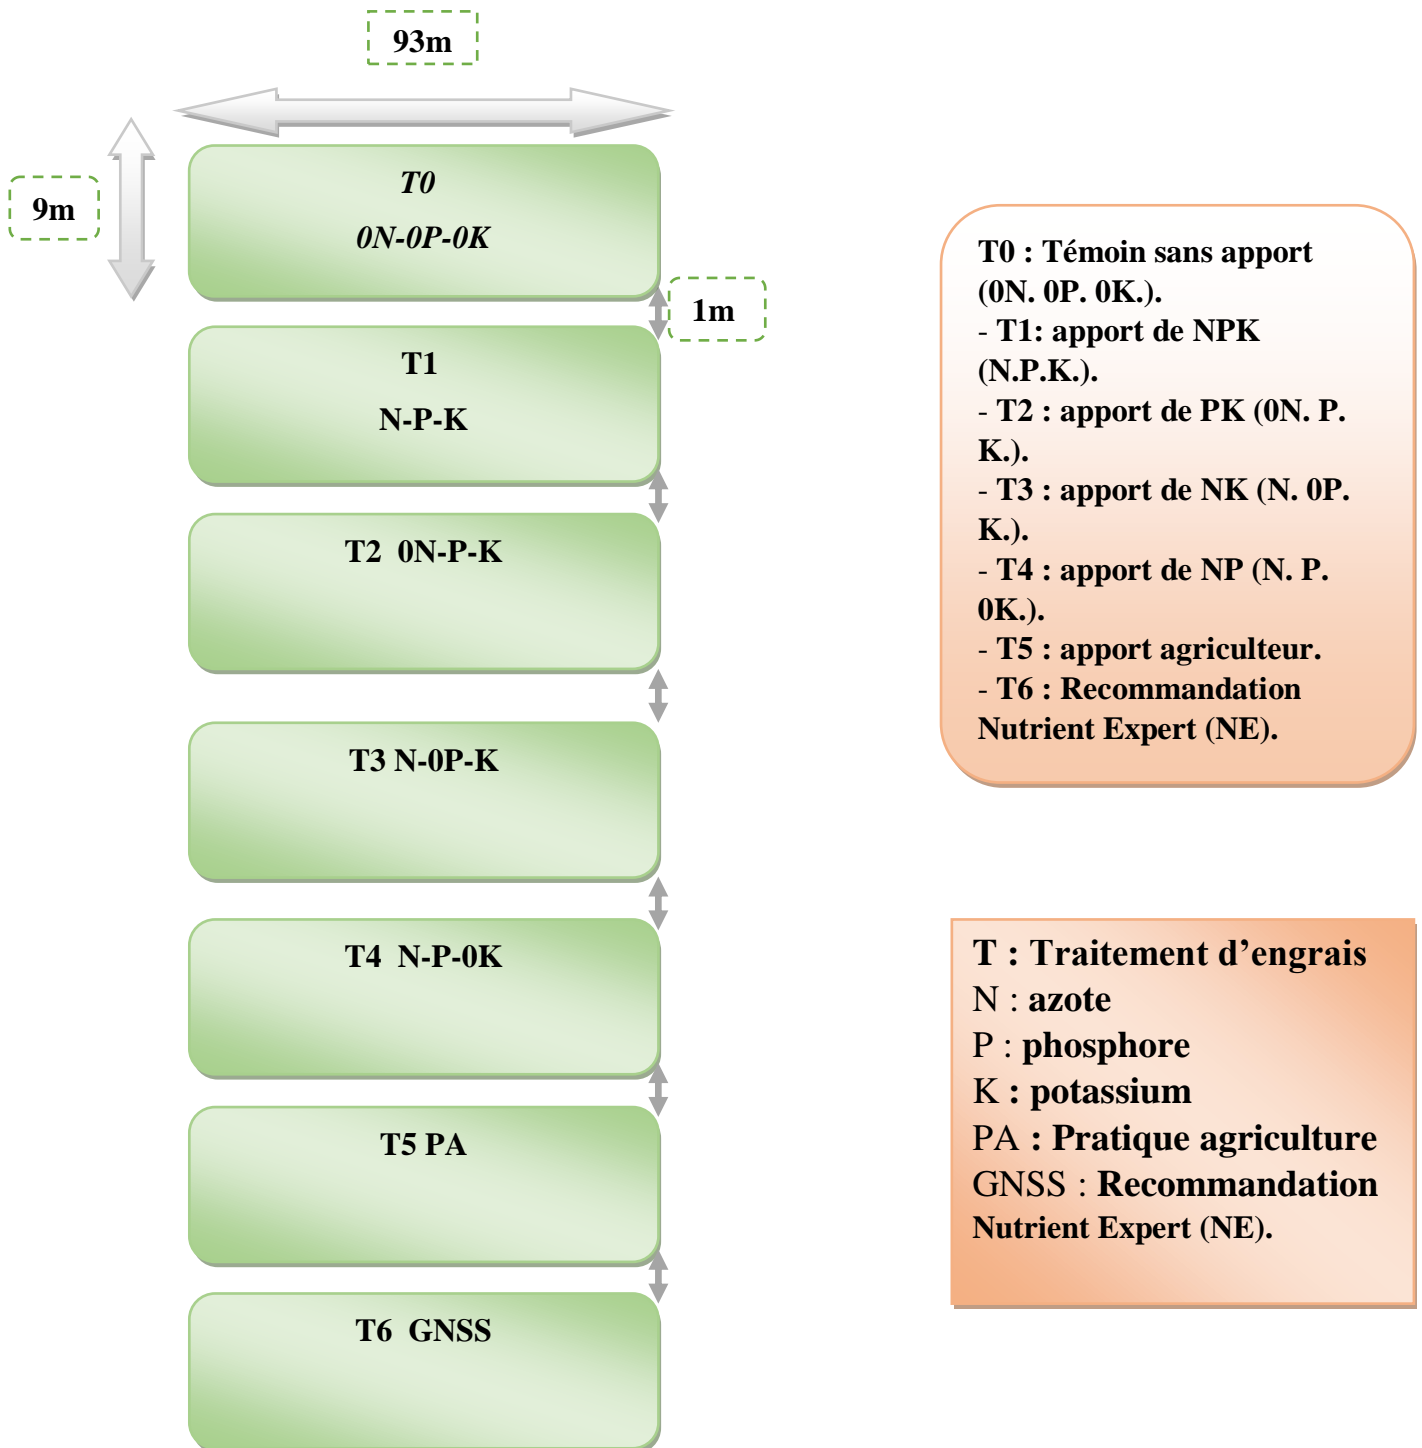 93m
9m
T0
0N-0P-0K
1m
T1
N-P-K
T2 0N-P-K
T3 N-0P-K
T4 N-P-0K
T5 PA
T6 GNSS
T0 : Témoin sans apport
(0N. 0P. 0K.).
- T1: apport de NPK
(N.P.K.).
- T2 : apport de PK (0N. P.
K.).
- T3 : apport de NK (N. 0P.
K.).
- T4 : apport de NP (N. P.
0K.).
- T5 : apport agriculteur.
- T6 : Recommandation
Nutrient Expert (NE).
T : Traitement d’engrais
N : azote
P : phosphore
K : potassium
PA : Pratique agriculture
GNSS : Recommandation
Nutrient Expert (NE).